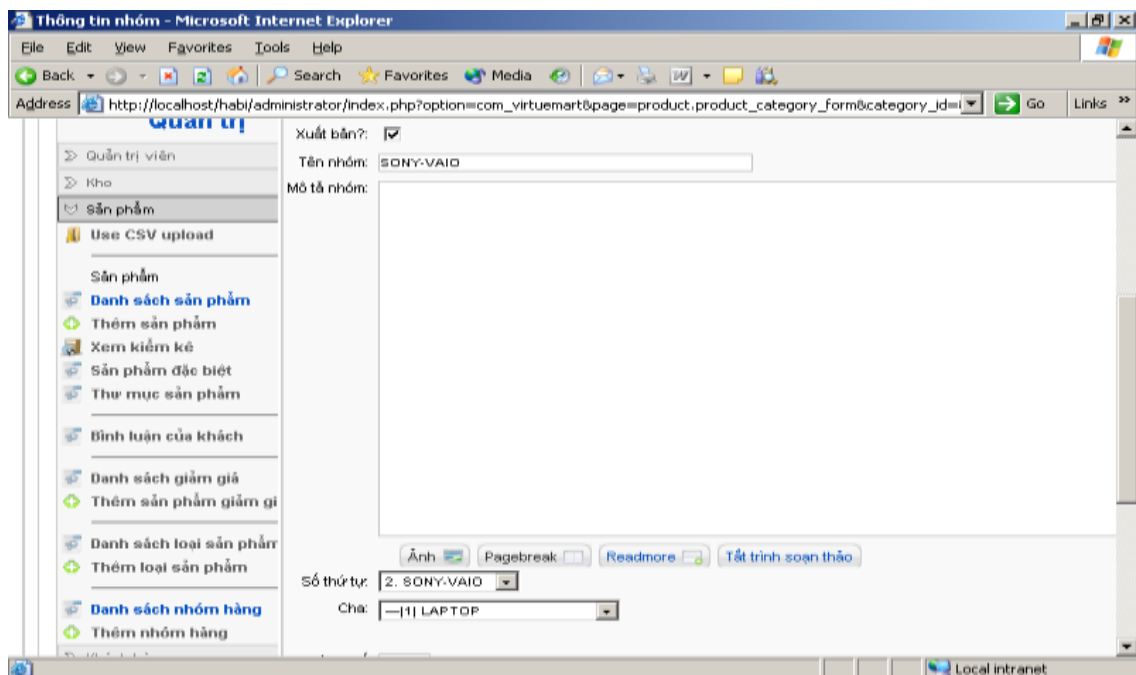 Thông tin nhóm - Microsoft Internet Explorer
File Edit View Favorites Tools Help
Back Search Favorites Media
Address http://localhost/habi/administrator/index.php?option=com_virtuemart&page=product.product_category_form&category_id= Go Links »
Quản trị
Quản trị viên
Kho
Sản phẩm
Use CSV upload
Sản phẩm
Danh sách sản phẩm
Thêm sản phẩm
Xem kiểm kê
Sản phẩm đặc biệt
Thư mục sản phẩm
Bình luận của khách
Danh sách giảm giá
Thêm sản phẩm giảm gi
Danh sách loại sản phẩm
Thêm loại sản phẩm
Danh sách nhóm hàng
Thêm nhóm hàng
Xuất bản?:
Tên nhóm: SONY-VAIO
Mô tả nhóm:
Ảnh Pagebreak Readmore Tắt trình soạn thảo
Số thứ tự: 2. SONY-VAIO
Cha: —|1| LAPTOP
Local intranet